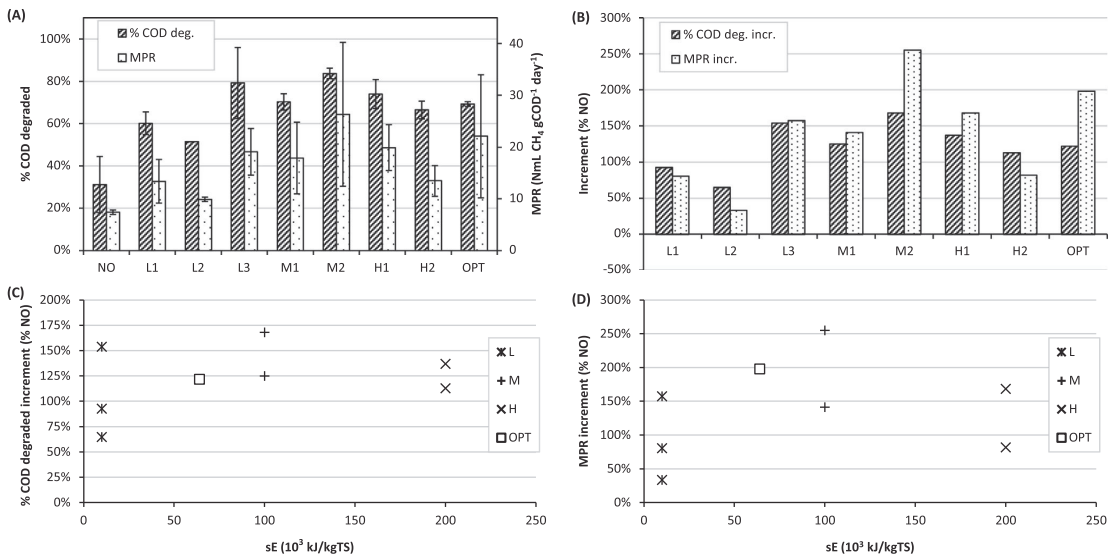 (A)
% COD deg.
MPR
100%
80%
60%
40%
20%
0%
% COD degraded
40
30
20
10
0
MPR (NmL CH₄ gCOD⁻¹ day⁻¹)
NO L1 L2 L3 M1 M2 H1 H2 OPT
(B)
% COD deg. incr.
MPR incr.
300%
250%
200%
150%
100%
50%
0%
-50%
Increment (% NO)
L1 L2 L3 M1 M2 H1 H2 OPT
(C)
200%
175%
150%
125%
100%
75%
50%
25%
0%
% COD degraded increment (% NO)
L
M
H
OPT
0 50 100 150 200 250
sE (10³ kJ/kgTS)
(D)
300%
250%
200%
150%
100%
50%
0%
MPR increment (% NO)
L
M
H
OPT
0 50 100 150 200 250
sE (10³ kJ/kgTS)